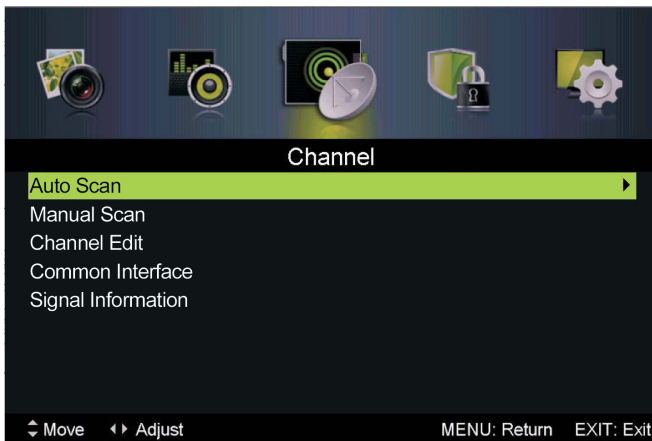 Channel
Auto Scan
Manual Scan
Channel Edit
Common Interface
Signal Information
Move Adjust MENU: Return EXIT: Exit